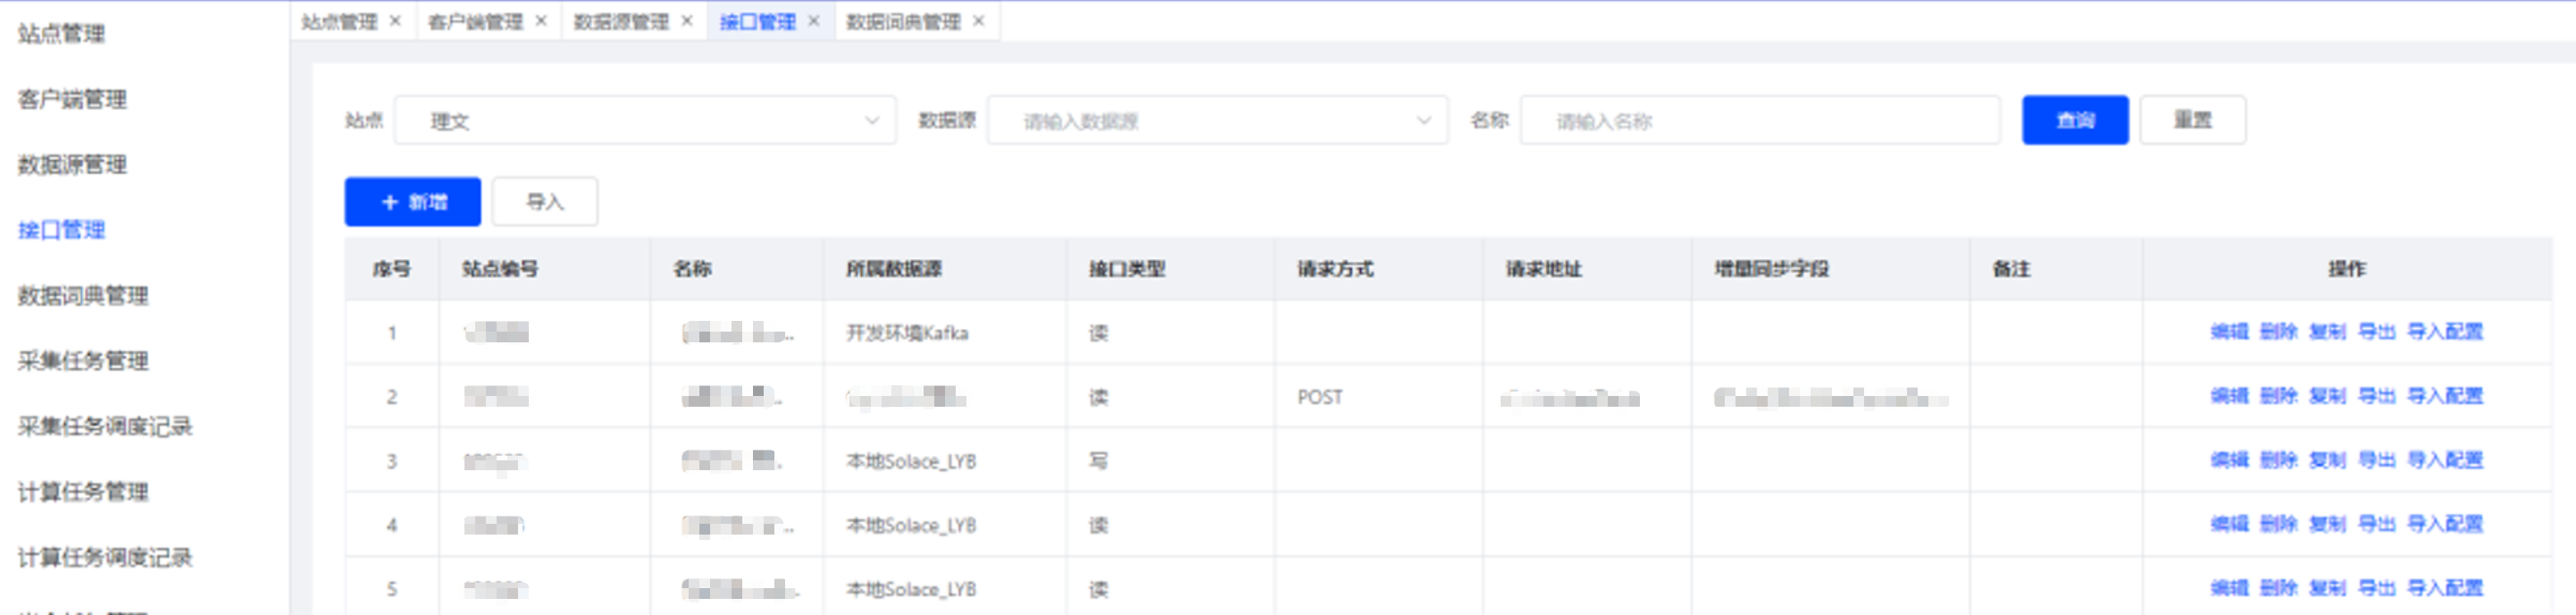 站点管理
客户端管理
数据源管理
接口管理
数据词典管理
采集任务管理
采集任务调度记录
计算任务管理
计算任务调度记录
站点管理 × 客户端管理 × 数据源管理 × 接口管理 × 数据词典管理 ×
站点 理文 数据源 请输入数据源 名称 请输入名称 查询 重置
+ 新增 导入
序号 站点编号 名称 所属数据源 接口类型 请求方式 请求地址 增量同步字段 备注 操作
1 开发环境Kafka 读 编辑 删除 复制 导出 导入配置
2 读 POST 编辑 删除 复制 导出 导入配置
3 本地Solace_LYB 写 编辑 删除 复制 导出 导入配置
4 本地Solace_LYB 读 编辑 删除 复制 导出 导入配置
5 本地Solace_LYB 读 编辑 删除 复制 导出 导入配置